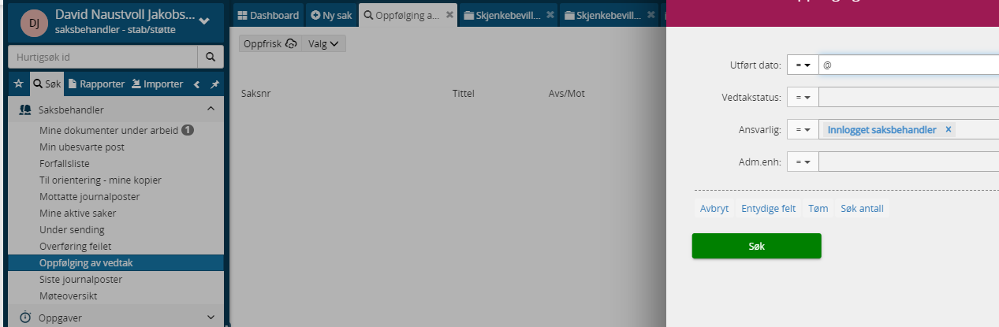 DJ
David Naustvoll Jakobs...
saksbehandler - stab/støtte
Hurtigsøk id
Søk Rapporter Importer
Saksbehandler
Mine dokumenter under arbeid 1
Min ubesvarte post
Forfallsliste
Til orientering - mine kopier
Mottatte journalposter
Mine aktive saker
Under sending
Overføring feilet
Oppfølging av vedtak
Siste journalposter
Møteoversikt
Oppgaver
Dashboard Ny sak Oppfølging a... Skjenkebevill... Skjenkebevill...
Oppfrisk Valg
Saksnr Tittel Avs/Mot
Utført dato: = @
Vedtakstatus: =
Ansvarlig: = Innlogget saksbehandler ×
Adm.enh: =
Avbryt Entydige felt Tøm Søk antall
Søk